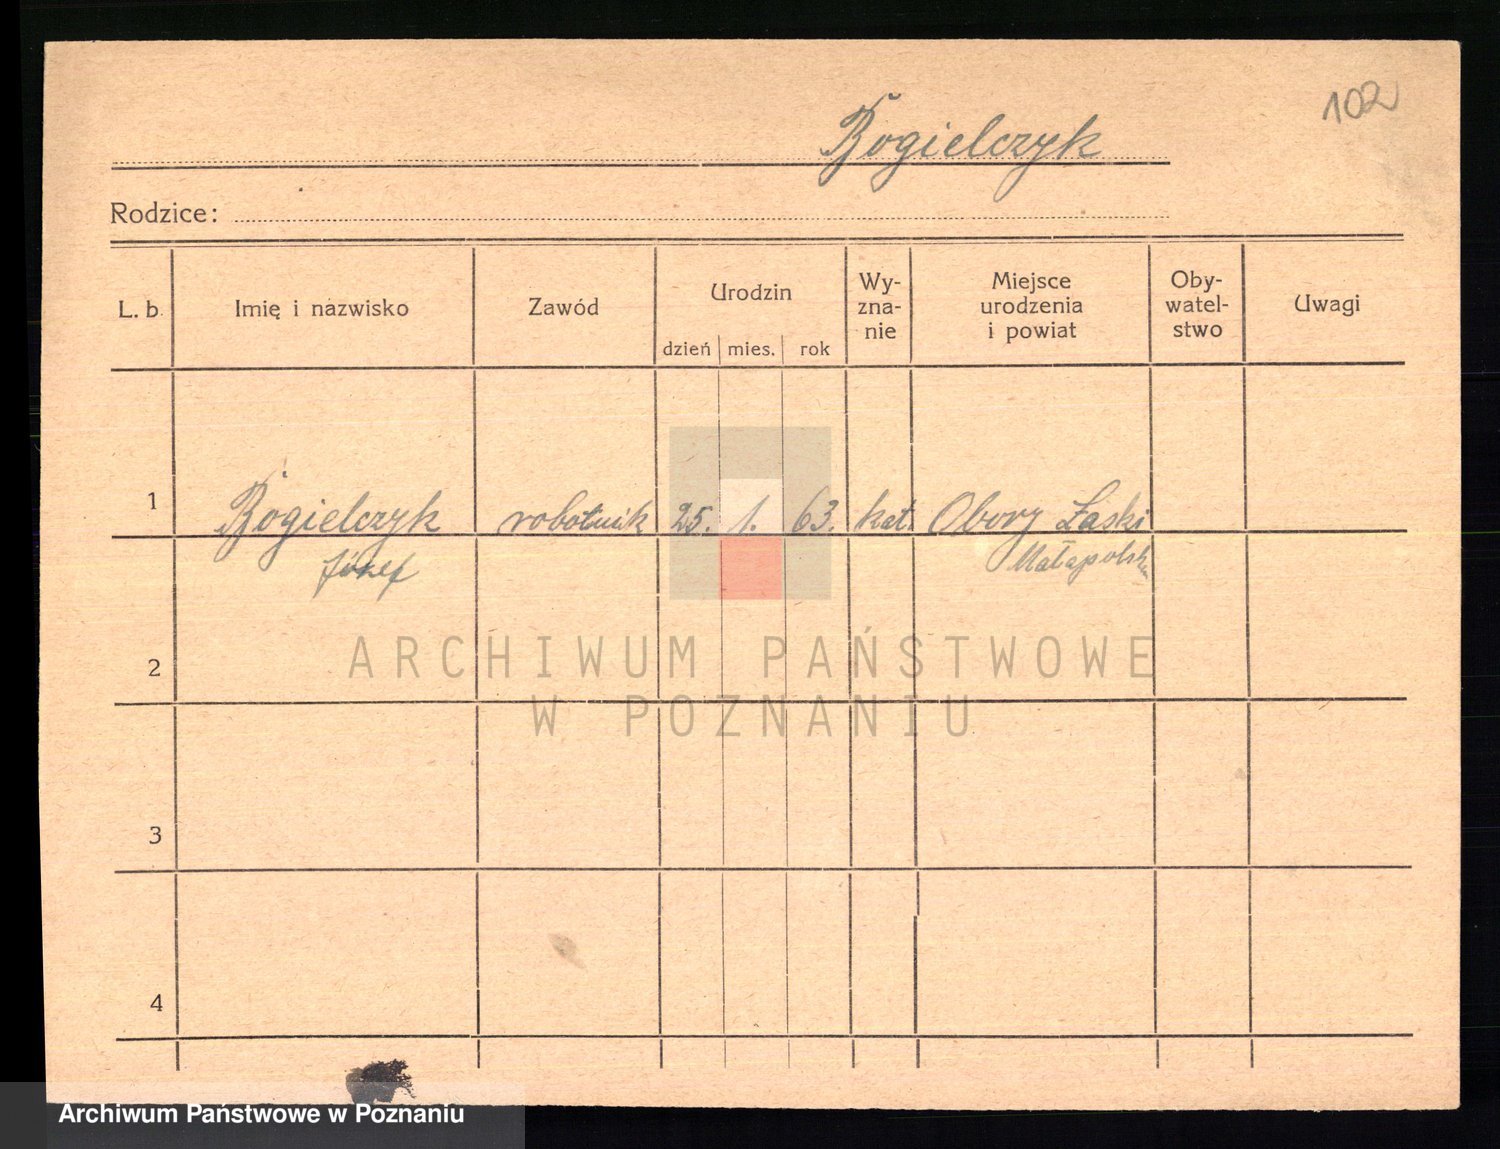 102
Bogielczyk
Rodzice:
L. b.
Imię i nazwisko
Zawód
Urodzin
dzień mies. rok
Wy-
zna-
nie
Miejsce
urodzenia
i powiat
Oby-
watel-
stwo
Uwagi
1 Bogielczyk robotnik 25. 1. 63. kat. Obory Łaski
Józef Małapolska
2
ARCHIWUM PAŃSTWOWE
W POZNANIU
3
4
Archiwum Państwowe w Poznaniu